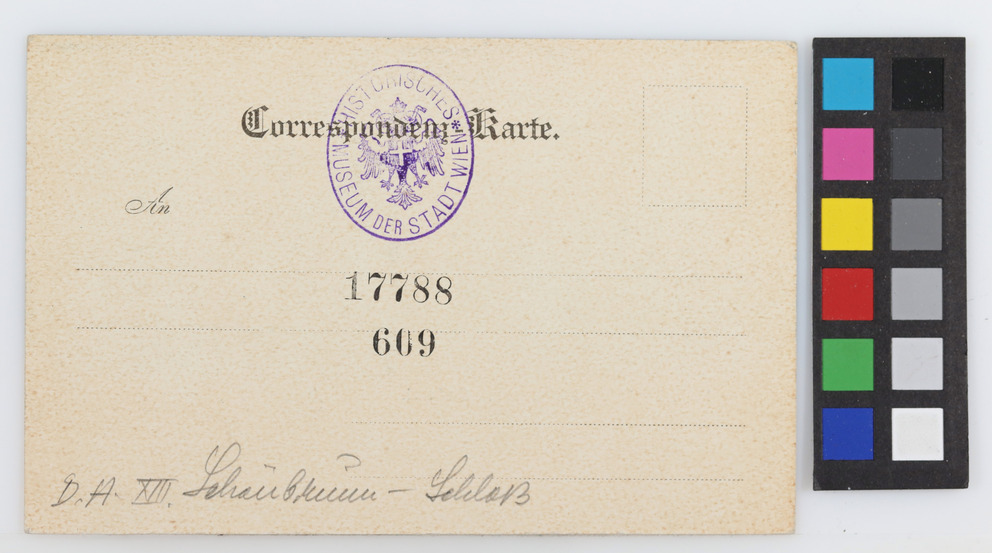 Correspondenz-Karte.
HISTORISCHES * MUSEUM DER STADT WIEN *
An
17788
609
D. A. XIII. Schönbrunn – Schloß